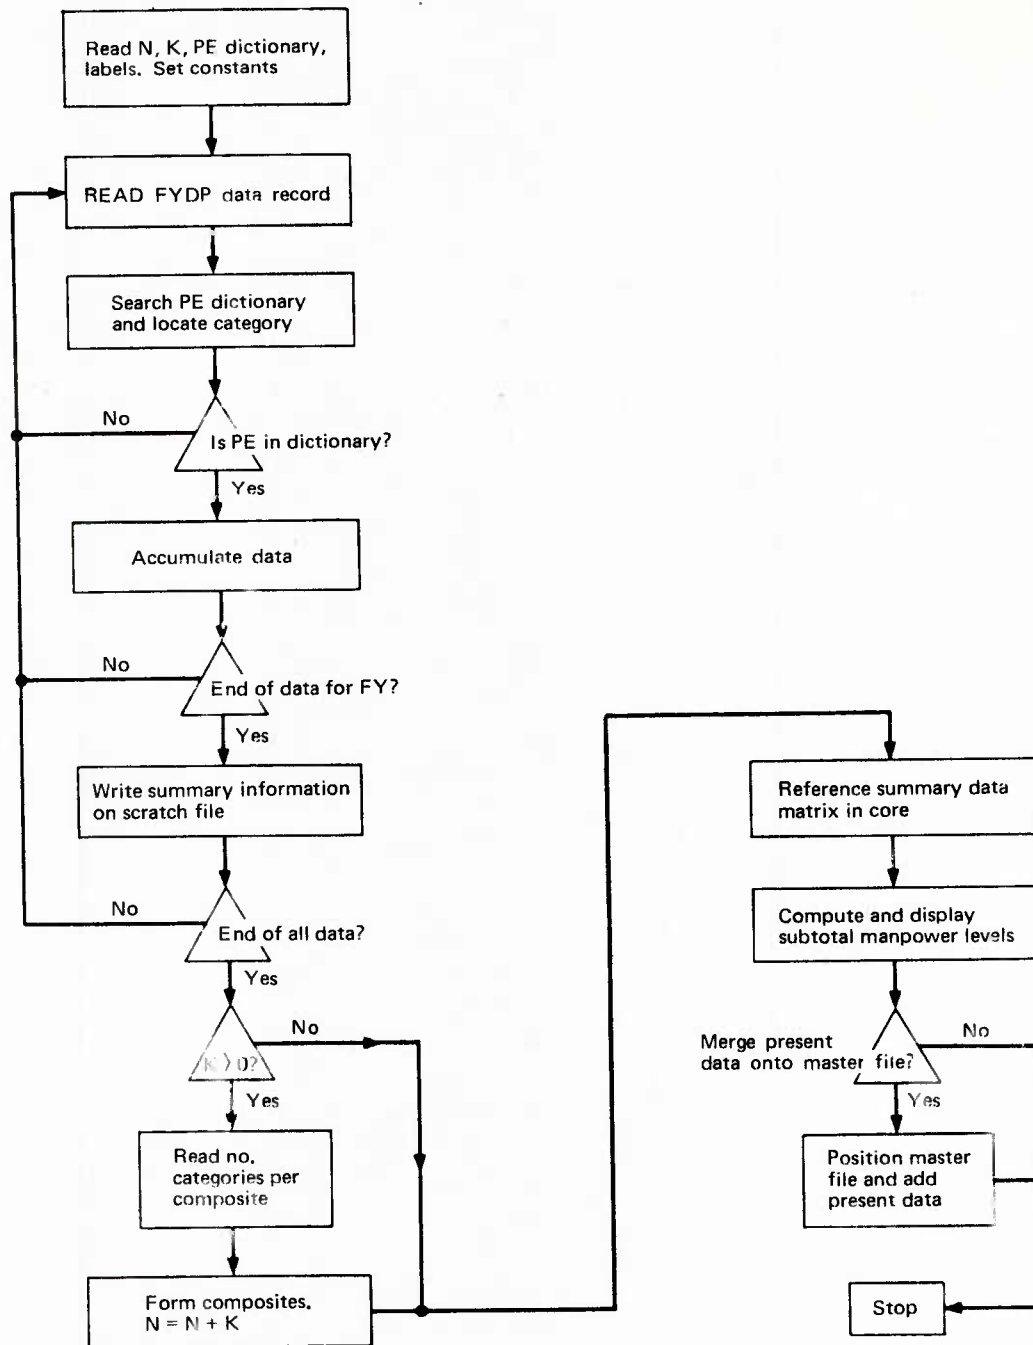 Read N, K, PE dictionary,
labels. Set constants
READ FYDP data record
Search PE dictionary
and locate category
No
Is PE in dictionary?
Yes
Accumulate data
No
End of data for FY?
Yes
Write summary information
on scratch file
No
End of all data?
Yes
No
K > 0?
Yes
Read no.
categories per
composite
Form composites.
N = N + K
Reference summary data
matrix in core
Compute and display
subtotal manpower levels
Merge present
data onto master file?
No
Yes
Position master
file and add
present data
Stop